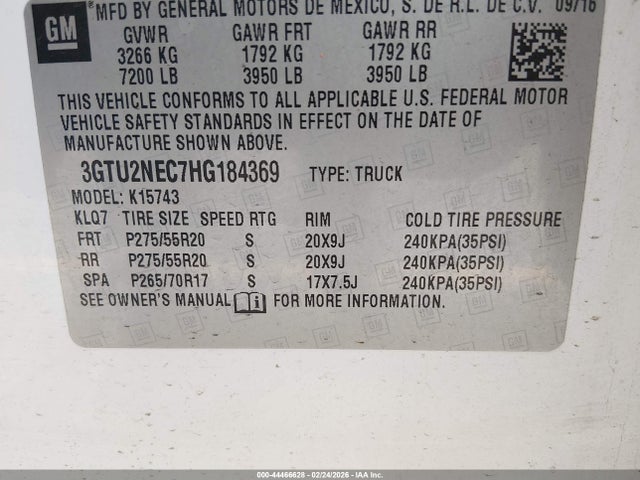 GM MFD BY GENERAL MOTORS DE MEXICO, S. DE R.L. DE C.V. 09/16
GVWR GAWR FRT GAWR RR
3266 KG 1792 KG 1792 KG
7200 LB 3950 LB 3950 LB
THIS VEHICLE CONFORMS TO ALL APPLICABLE U.S. FEDERAL MOTOR
VEHICLE SAFETY STANDARDS IN EFFECT ON THE DATE OF
MANUFACTURE SHOWN ABOVE.
3GTU2NEC7HG184369 TYPE: TRUCK
MODEL: K15743
KLQ7 TIRE SIZE SPEED RTG RIM COLD TIRE PRESSURE
FRT P275/55R20 S 20X9J 240KPA(35PSI)
RR P275/55R20 S 20X9J 240KPA(35PSI)
SPA P265/70R17 S 17X7.5J 240KPA(35PSI)
SEE OWNER'S MANUAL FOR MORE INFORMATION.
000-44466628 - 02/24/2026 - IAA, Inc.